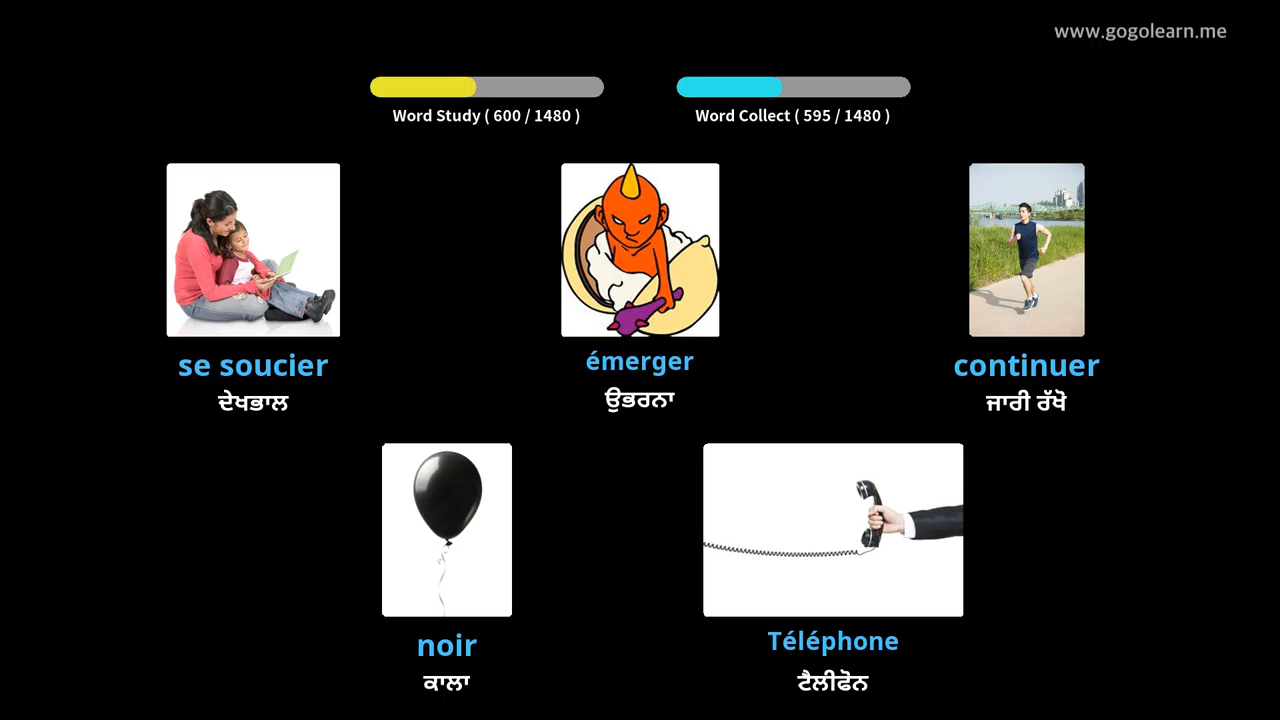 www.gogolearn.me
Word Study ( 600 / 1480 )
Word Collect ( 595 / 1480 )
se soucier
ਦੇਖਭਾਲ
émerger
ਉਭਰਨਾ
continuer
ਜਾਰੀ ਰੱਖੋ
noir
ਕਾਲਾ
Téléphone
ਟੈਲੀਫੋਨ